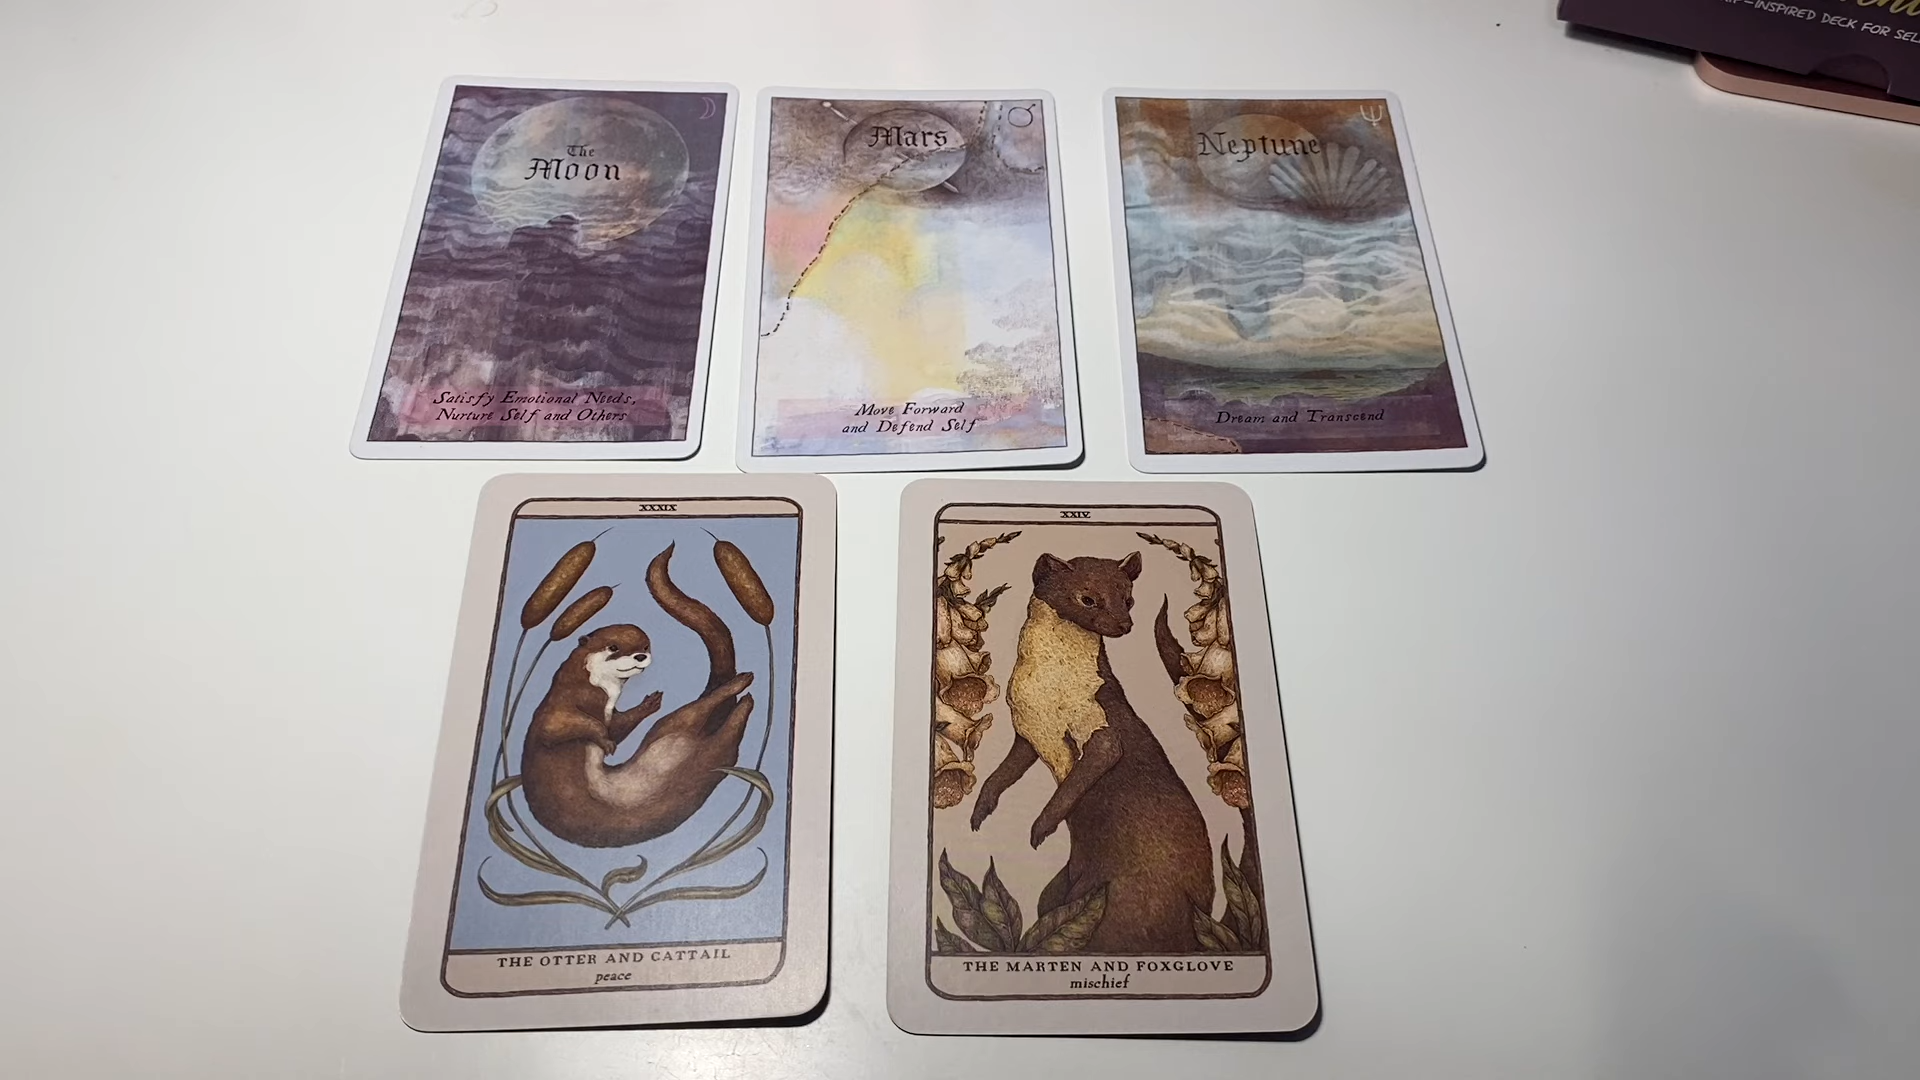 -INSPIRED DECK FOR
The
Moon
Satisfy Emotional Needs,
Nurture Self and Others
Mars
Move Forward
and Defend Self
Neptune
Dream and Transcend
XXXIX
THE OTTER AND CATTAIL
peace
XXIV
THE MARTEN AND FOXGLOVE
mischief